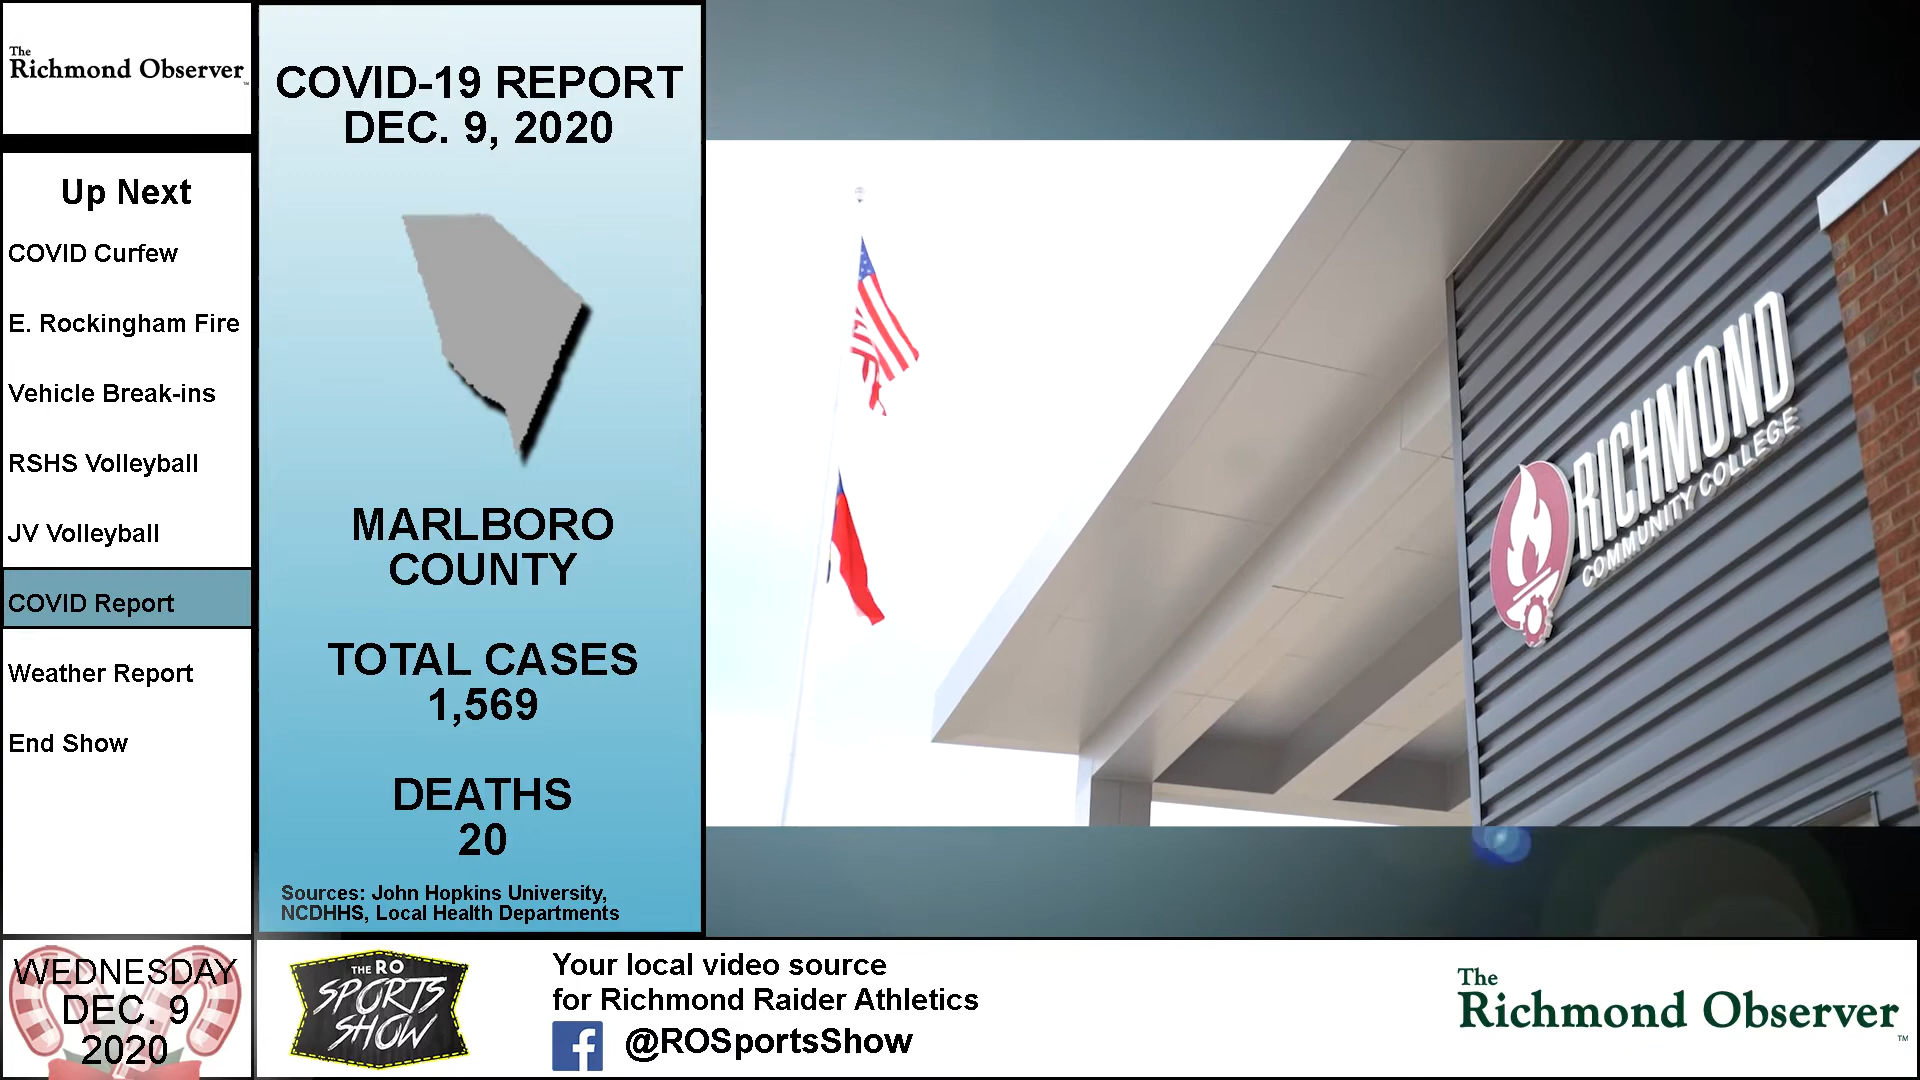 The
Richmond Observer
Up Next
COVID Curfew
E. Rockingham Fire
Vehicle Break-ins
RSHS Volleyball
JV Volleyball
COVID Report
Weather Report
End Show
WEDNESDAY
DEC. 9
2020
COVID-19 REPORT
DEC. 9, 2020
MARLBORO
COUNTY
TOTAL CASES
1,569
DEATHS
20
Sources: John Hopkins University,
NCDHHS, Local Health Departments
RICHMOND
COMMUNITY COLLEGE
THE RO
SPORTS
SHOW
Your local video source
for Richmond Raider Athletics
@ROSportsShow
The
Richmond Observer
TM